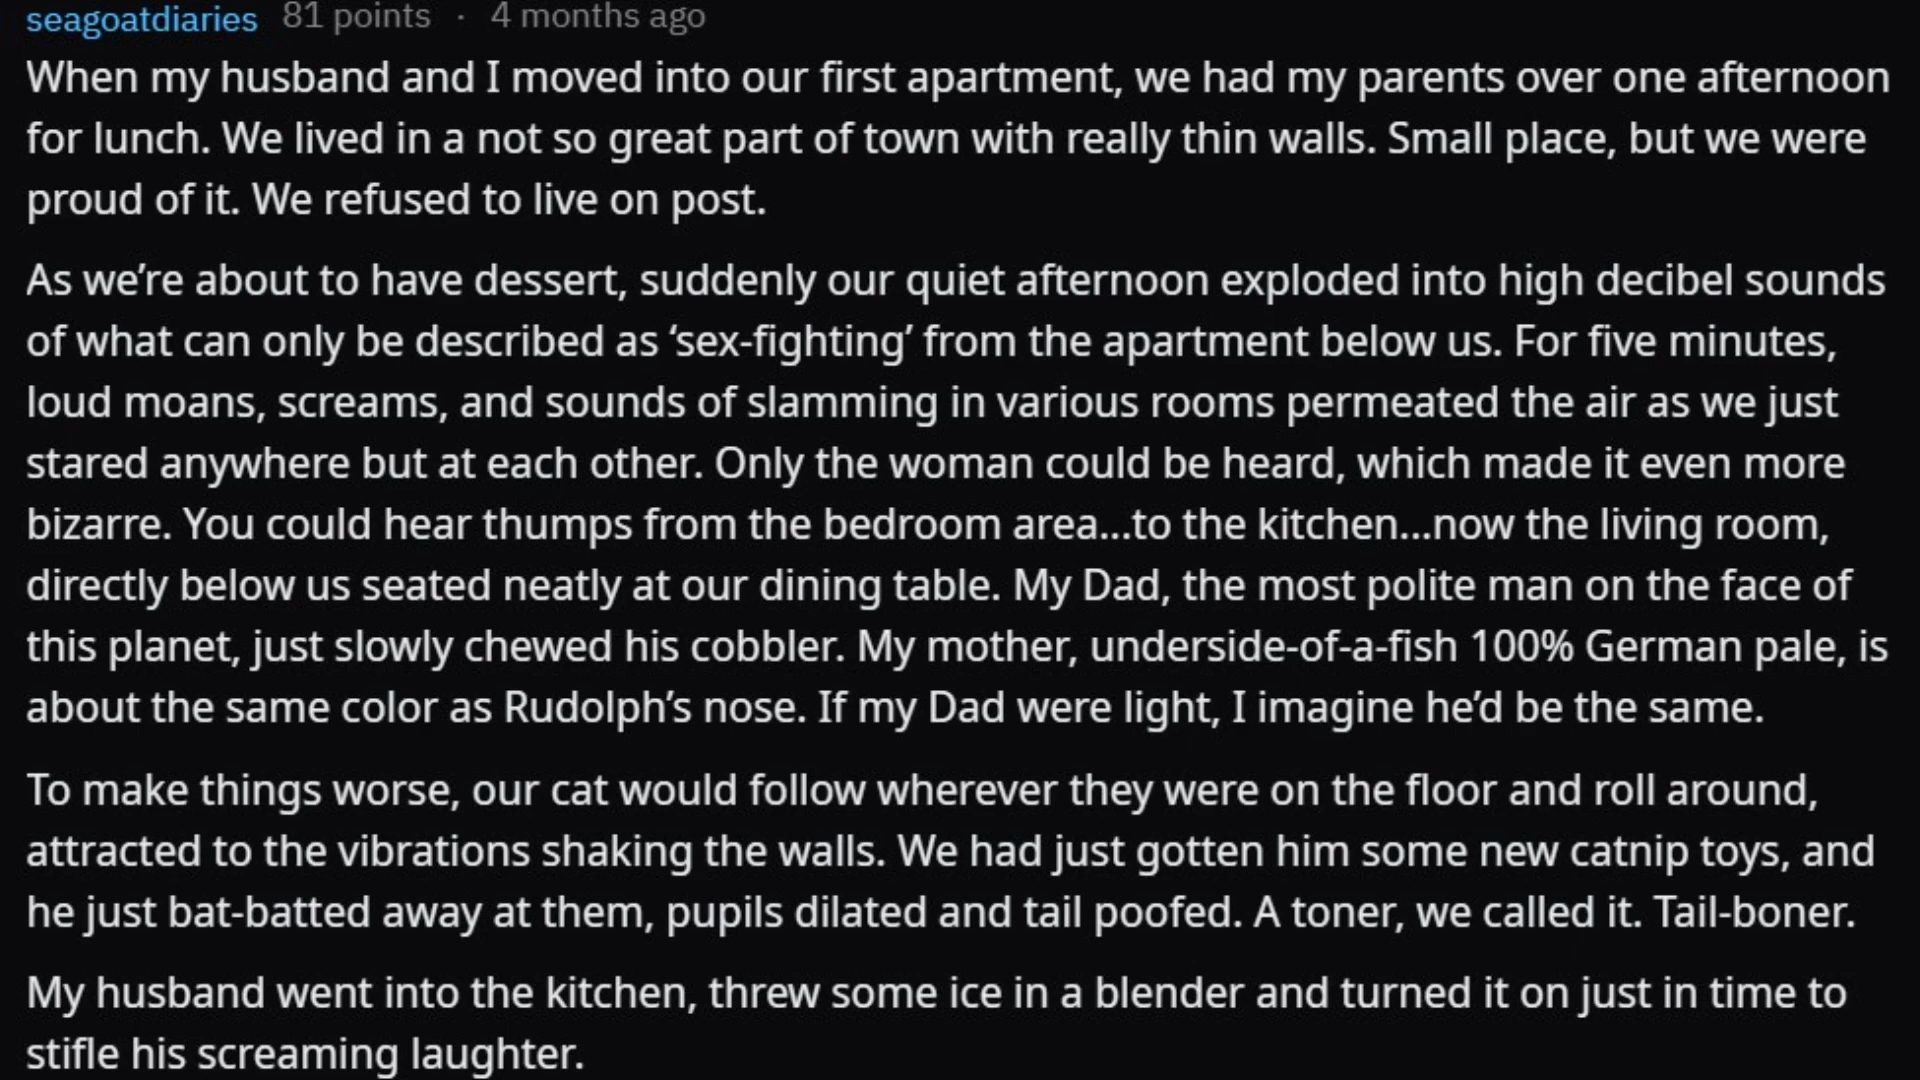 seagoatdiaries 81 points · 4 months ago
When my husband and I moved into our first apartment, we had my parents over one afternoon
for lunch. We lived in a not so great part of town with really thin walls. Small place, but we were
proud of it. We refused to live on post.
As we’re about to have dessert, suddenly our quiet afternoon exploded into high decibel sounds
of what can only be described as ‘sex-fighting’ from the apartment below us. For five minutes,
loud moans, screams, and sounds of slamming in various rooms permeated the air as we just
stared anywhere but at each other. Only the woman could be heard, which made it even more
bizarre. You could hear thumps from the bedroom area...to the kitchen...now the living room,
directly below us seated neatly at our dining table. My Dad, the most polite man on the face of
this planet, just slowly chewed his cobbler. My mother, underside-of-a-fish 100% German pale, is
about the same color as Rudolph’s nose. If my Dad were light, I imagine he’d be the same.
To make things worse, our cat would follow wherever they were on the floor and roll around,
attracted to the vibrations shaking the walls. We had just gotten him some new catnip toys, and
he just bat-batted away at them, pupils dilated and tail poofed. A toner, we called it. Tail-boner.
My husband went into the kitchen, threw some ice in a blender and turned it on just in time to
stifle his screaming laughter.